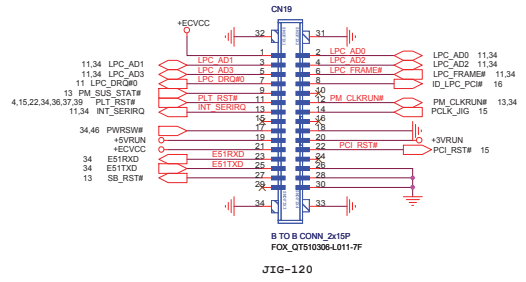 CN19
+ECVCC
32 31
1 2 LPC_AD0 LPC_AD0 11,34
11,34 LPC_AD1 LPC_AD1 3 4 LPC_AD2 LPC_AD2 11,34
11,34 LPC_AD3 LPC_AD3 5 6 LPC_FRAME# LPC_FRAME# 11,34
11 LPC_DRQ#0 LPC_DRQ#0 7 8 ID_LPC_PCI# 16
13 PM_SUS_STAT# 9 10
4,15,22,34,36,37,39 PLT_RST# PLT_RST# 11 12 PM_CLKRUN# PM_CLKRUN# 13,34
11,34 INT_SERIRQ INT_SERIRQ 13 14 PCLK_JIG 15
15 16
34,46 PWRSW# 17 18
+5VRUN 19 20 +3VRUN
+ECVCC 21 22 PCI_RST# PCI_RST# 15
34 E51RXD E51RXD 23 24
34 E51TXD E51TXD 25 26
13 SB_RST# 27 28
29 30
34 33
B TO B CONN_2x15P
FOX_QT510306-L011-7F
JIG-120